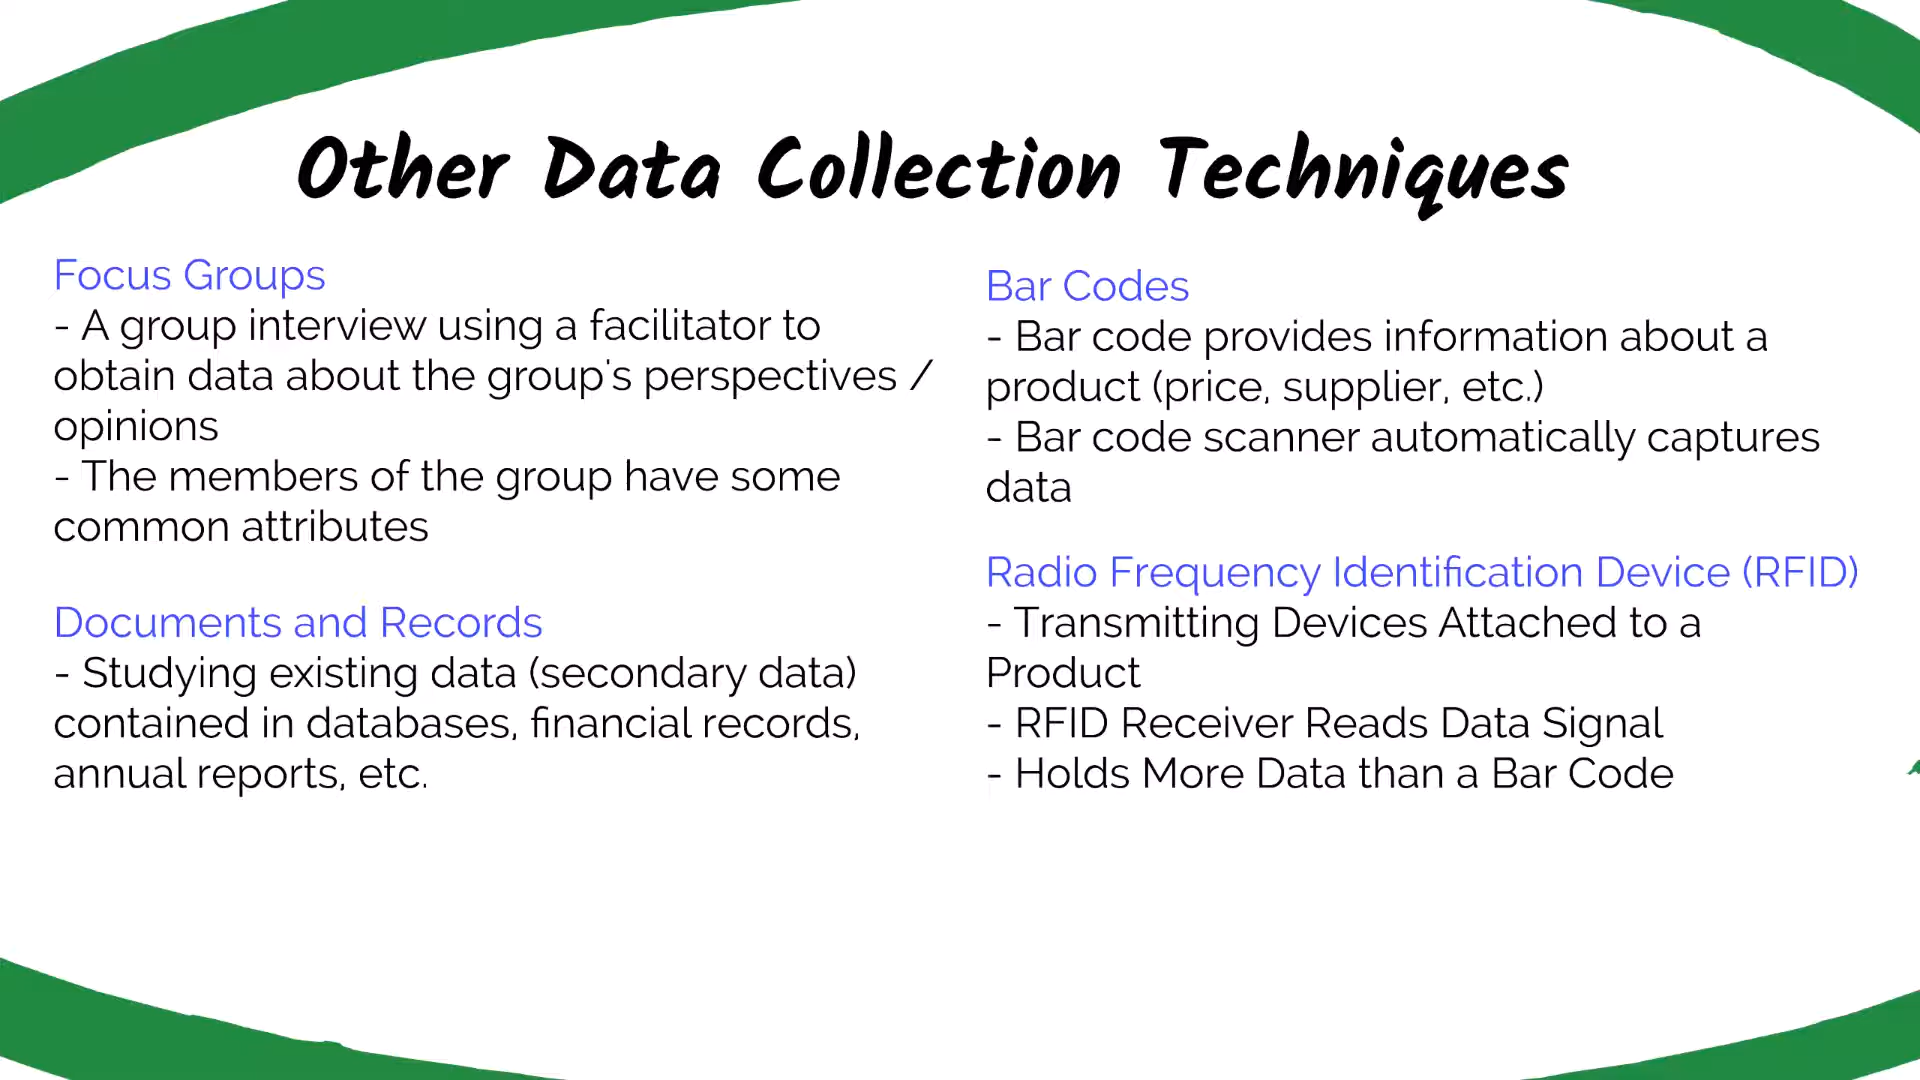 Other Data Collection Techniques
Focus Groups
- A group interview using a facilitator to
obtain data about the group's perspectives /
opinions
- The members of the group have some
common attributes
Documents and Records
- Studying existing data (secondary data)
contained in databases, financial records,
annual reports, etc.
Bar Codes
- Bar code provides information about a
product (price, supplier, etc.)
- Bar code scanner automatically captures
data
Radio Frequency Identification Device (RFID)
- Transmitting Devices Attached to a
Product
- RFID Receiver Reads Data Signal
- Holds More Data than a Bar Code